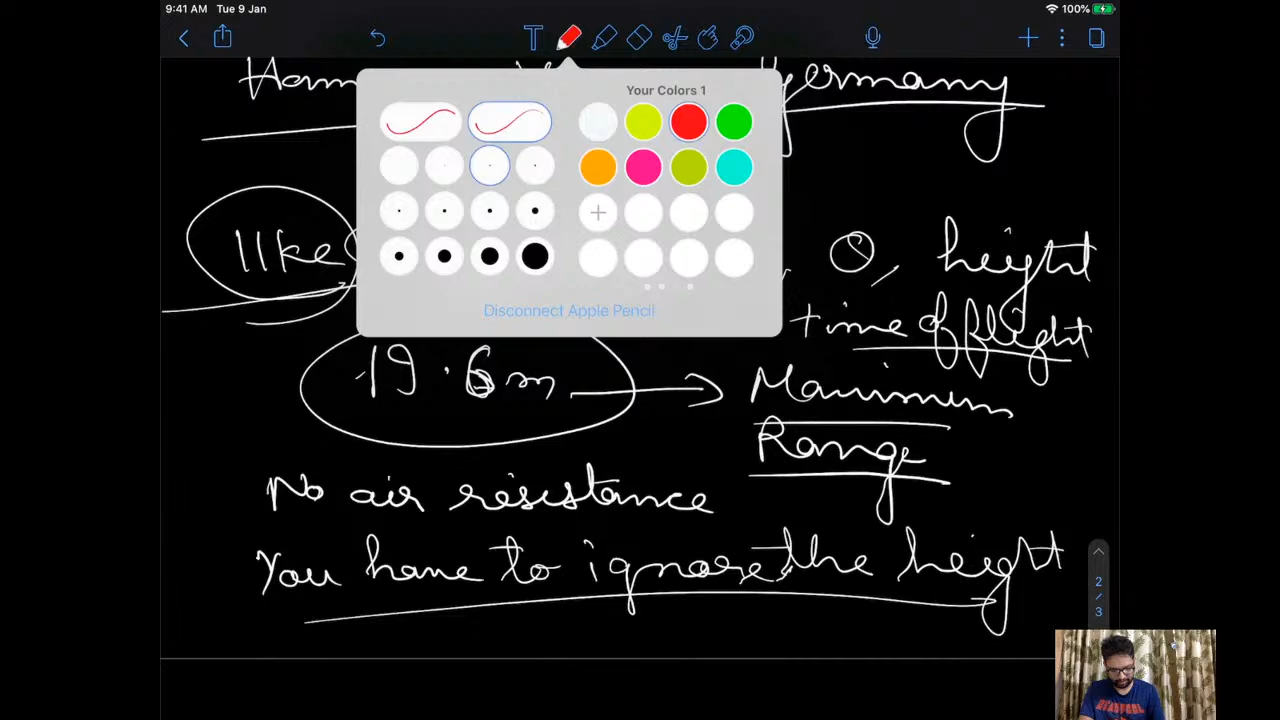 9:41 AM Tue 9 Jan
100%
Your Colors 1
Germany
11kg
θ, height
Disconnect Apple Pencil
time of flight
19.6m → Maximum
Range
No air resistance
You have to ignore the height
2
/
3